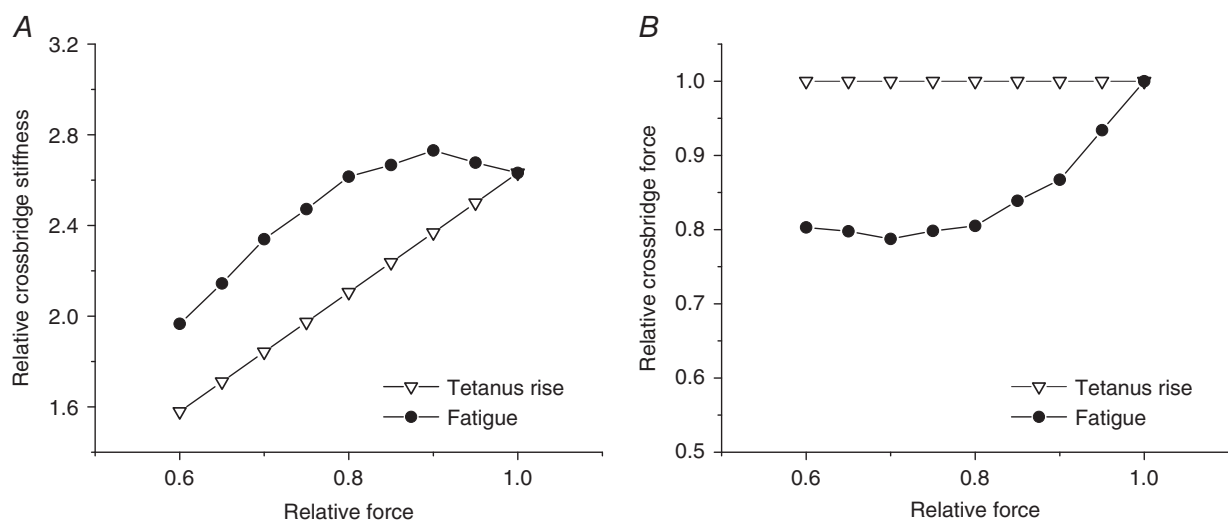 A
3.2
2.8
2.4
2.0
1.6
Relative crossbridge stiffness
Tetanus rise
Fatigue
0.6
0.8
1.0
Relative force
B
1.0
0.9
0.8
0.7
0.6
0.5
Relative crossbridge force
Tetanus rise
Fatigue
0.6
0.8
1.0
Relative force